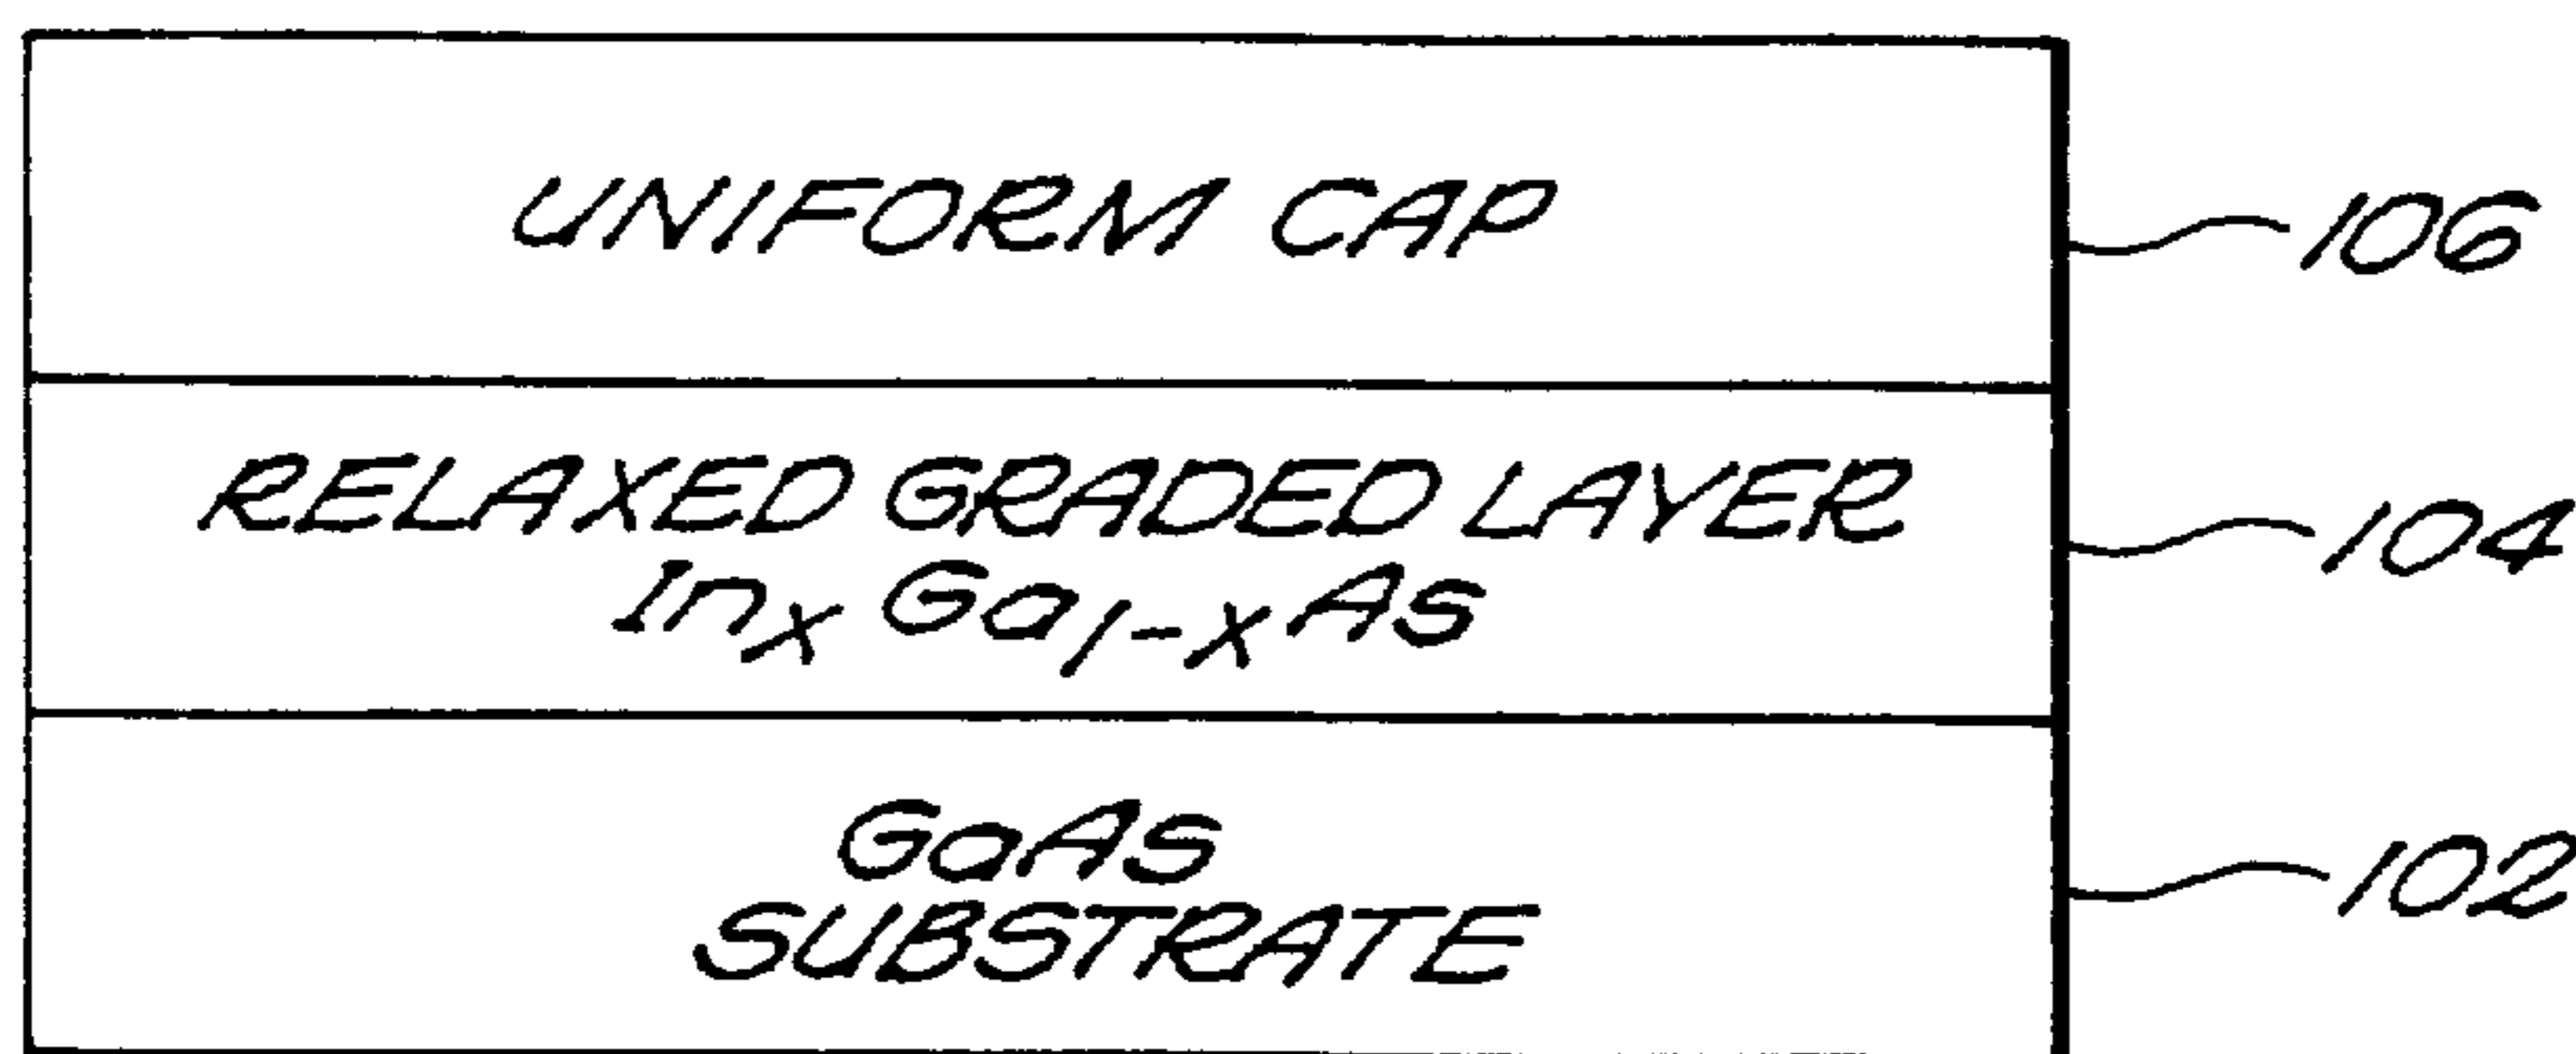 UNIFORM CAP
106
RELAXED GRADED LAYER
InₓGa₁₋ₓAs
104
GaAs
SUBSTRATE
102